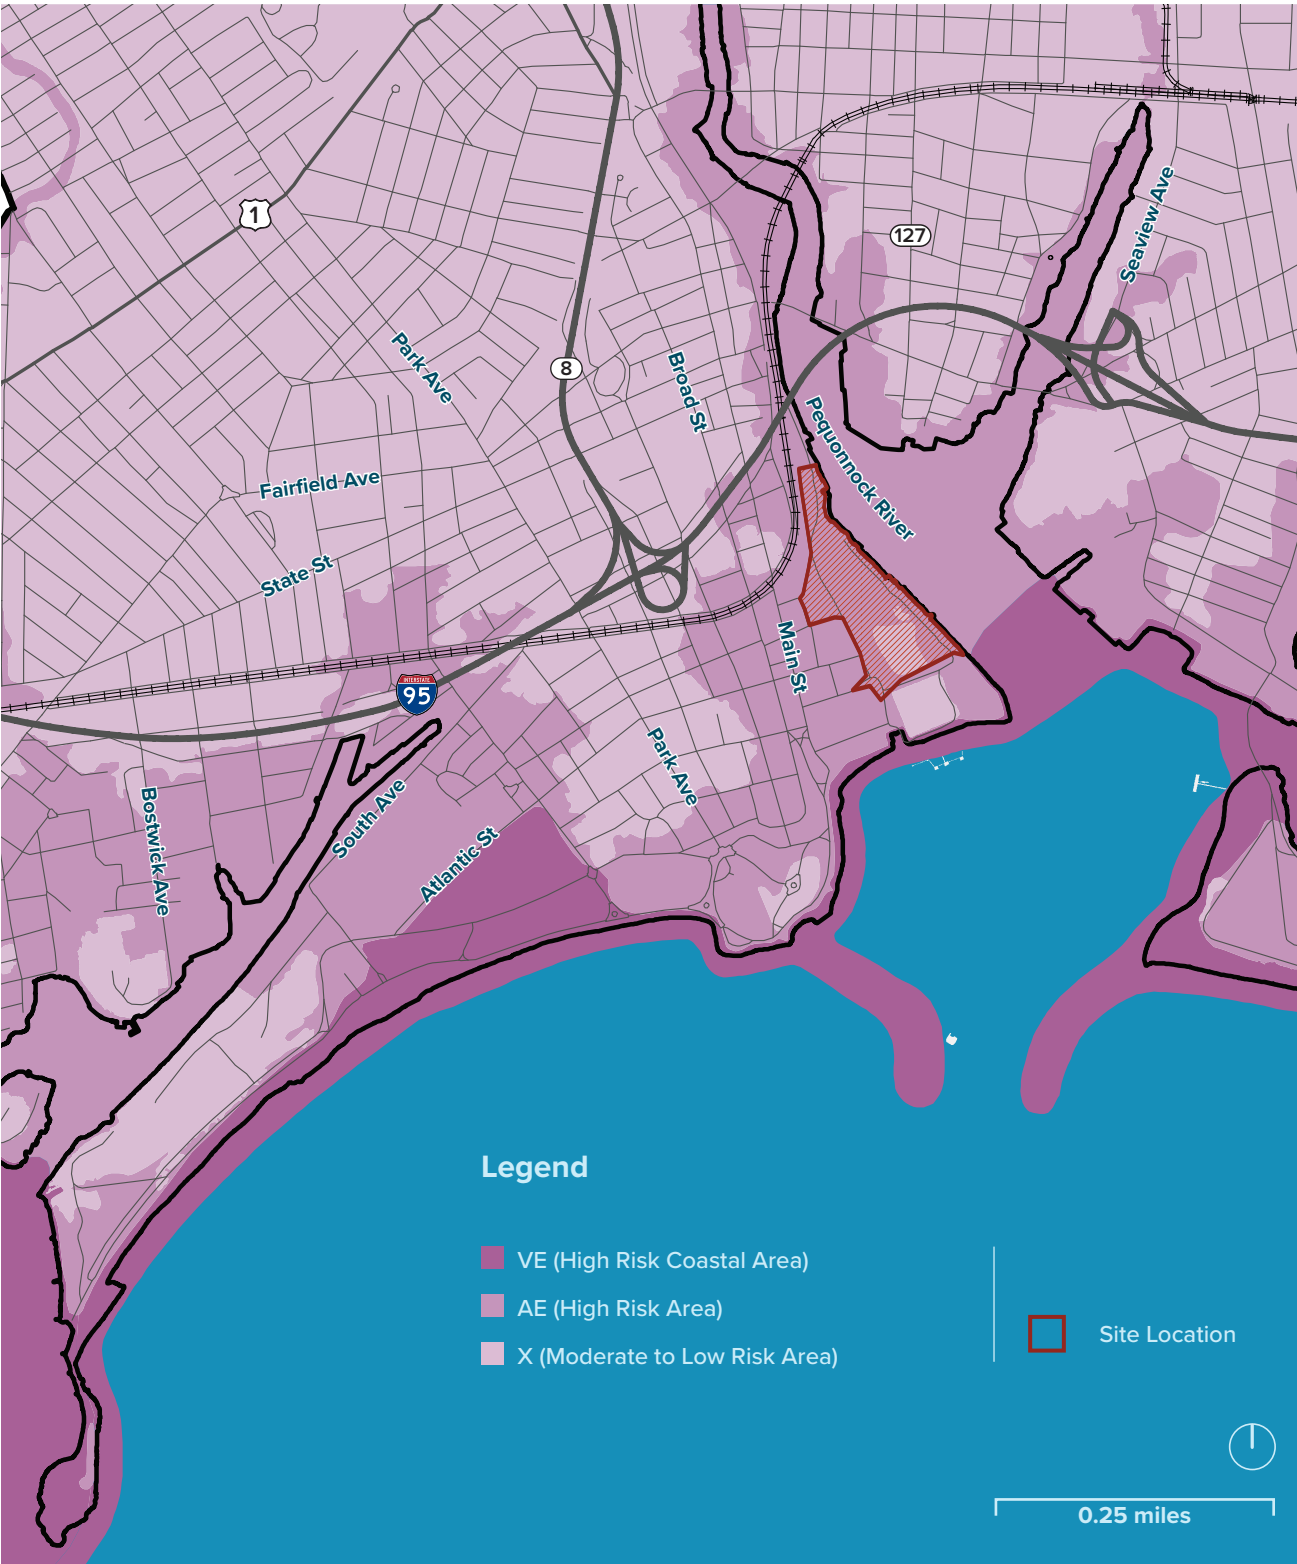 1
127
Seaview Ave
Park Ave
8
Broad St
Pequonnock River
Fairfield Ave
State St
Main St
INTERSTATE
95
Park Ave
Bostwick Ave
South Ave
Atlantic St
Legend
VE (High Risk Coastal Area)
AE (High Risk Area)
X (Moderate to Low Risk Area)
Site Location
0.25 miles